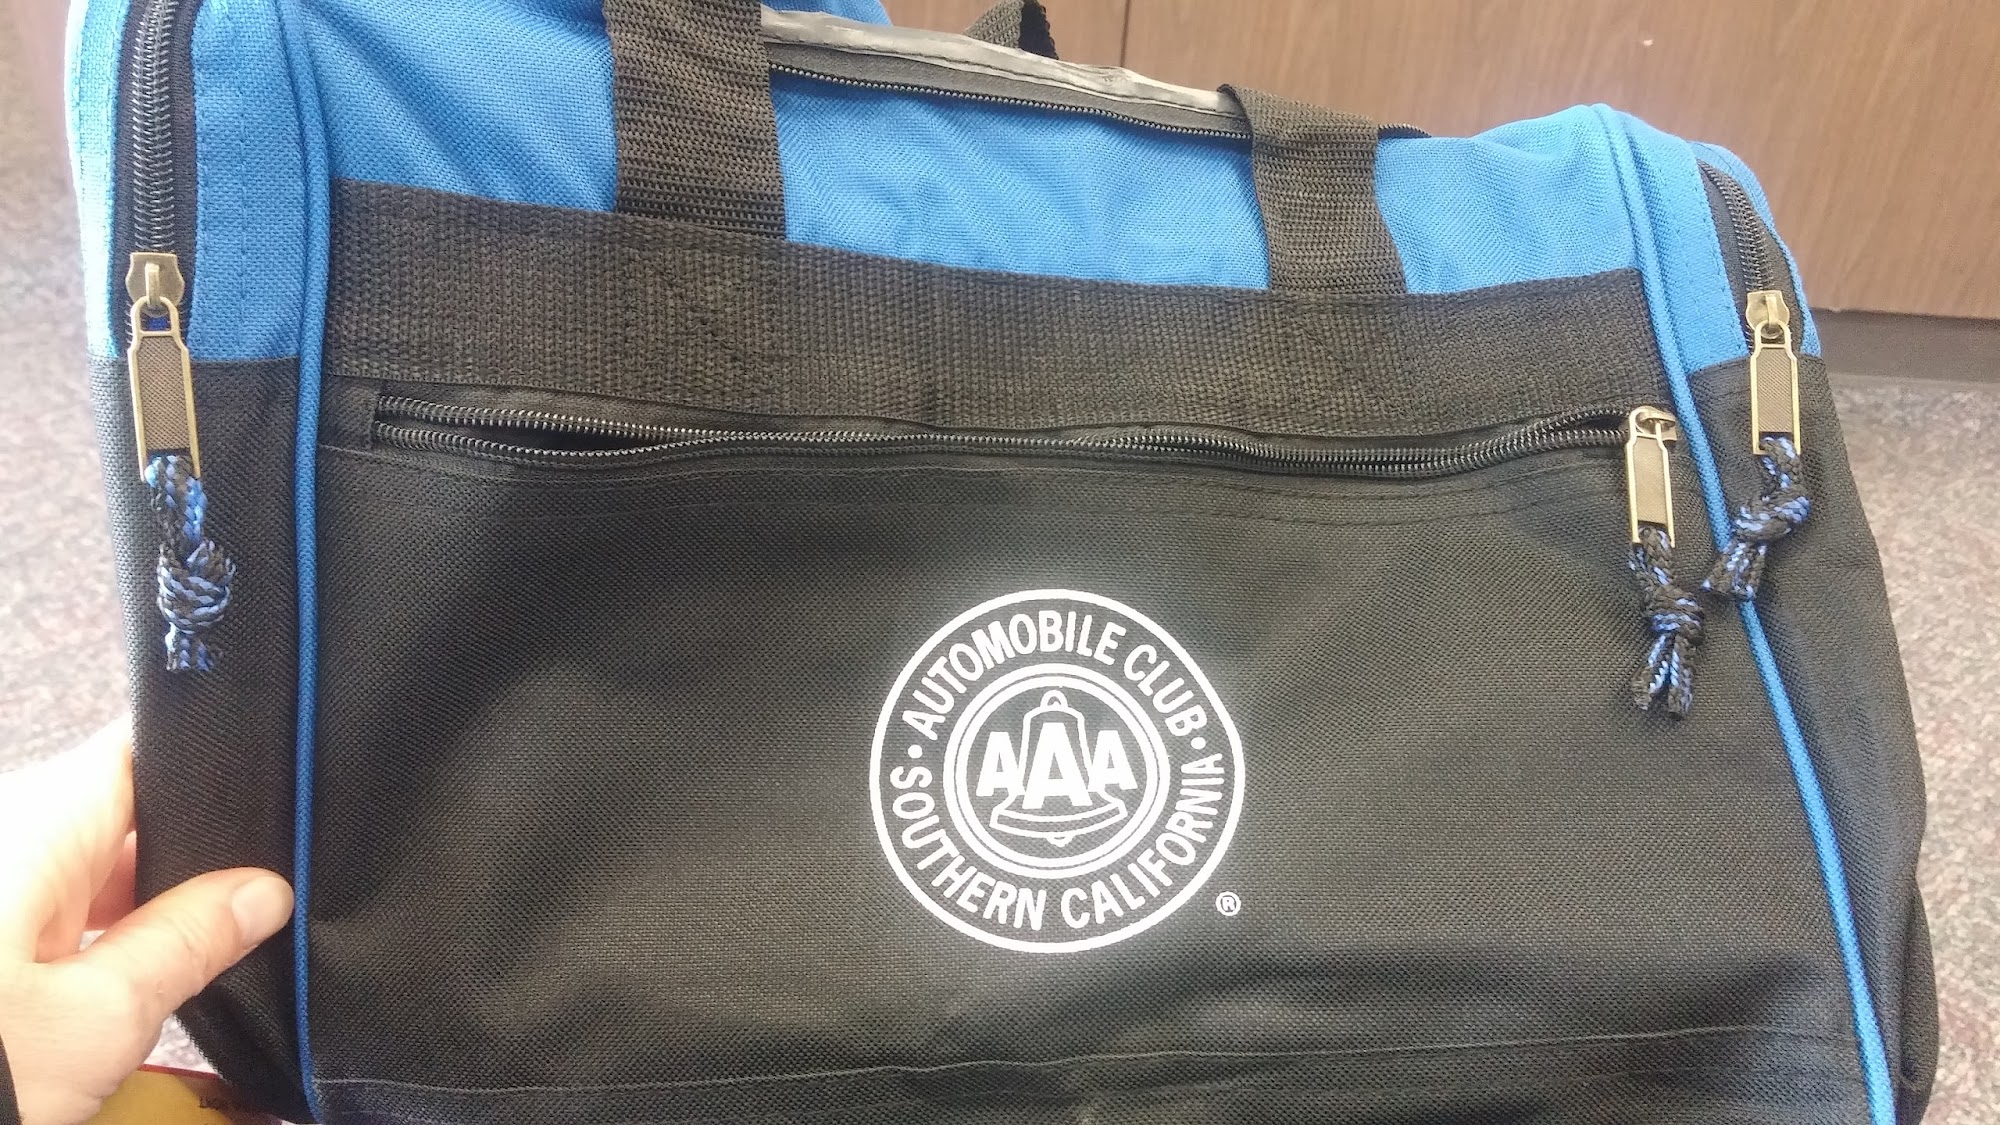 AUTOMOBILE CLUB
AAA
SOUTHERN CALIFORNIA
®